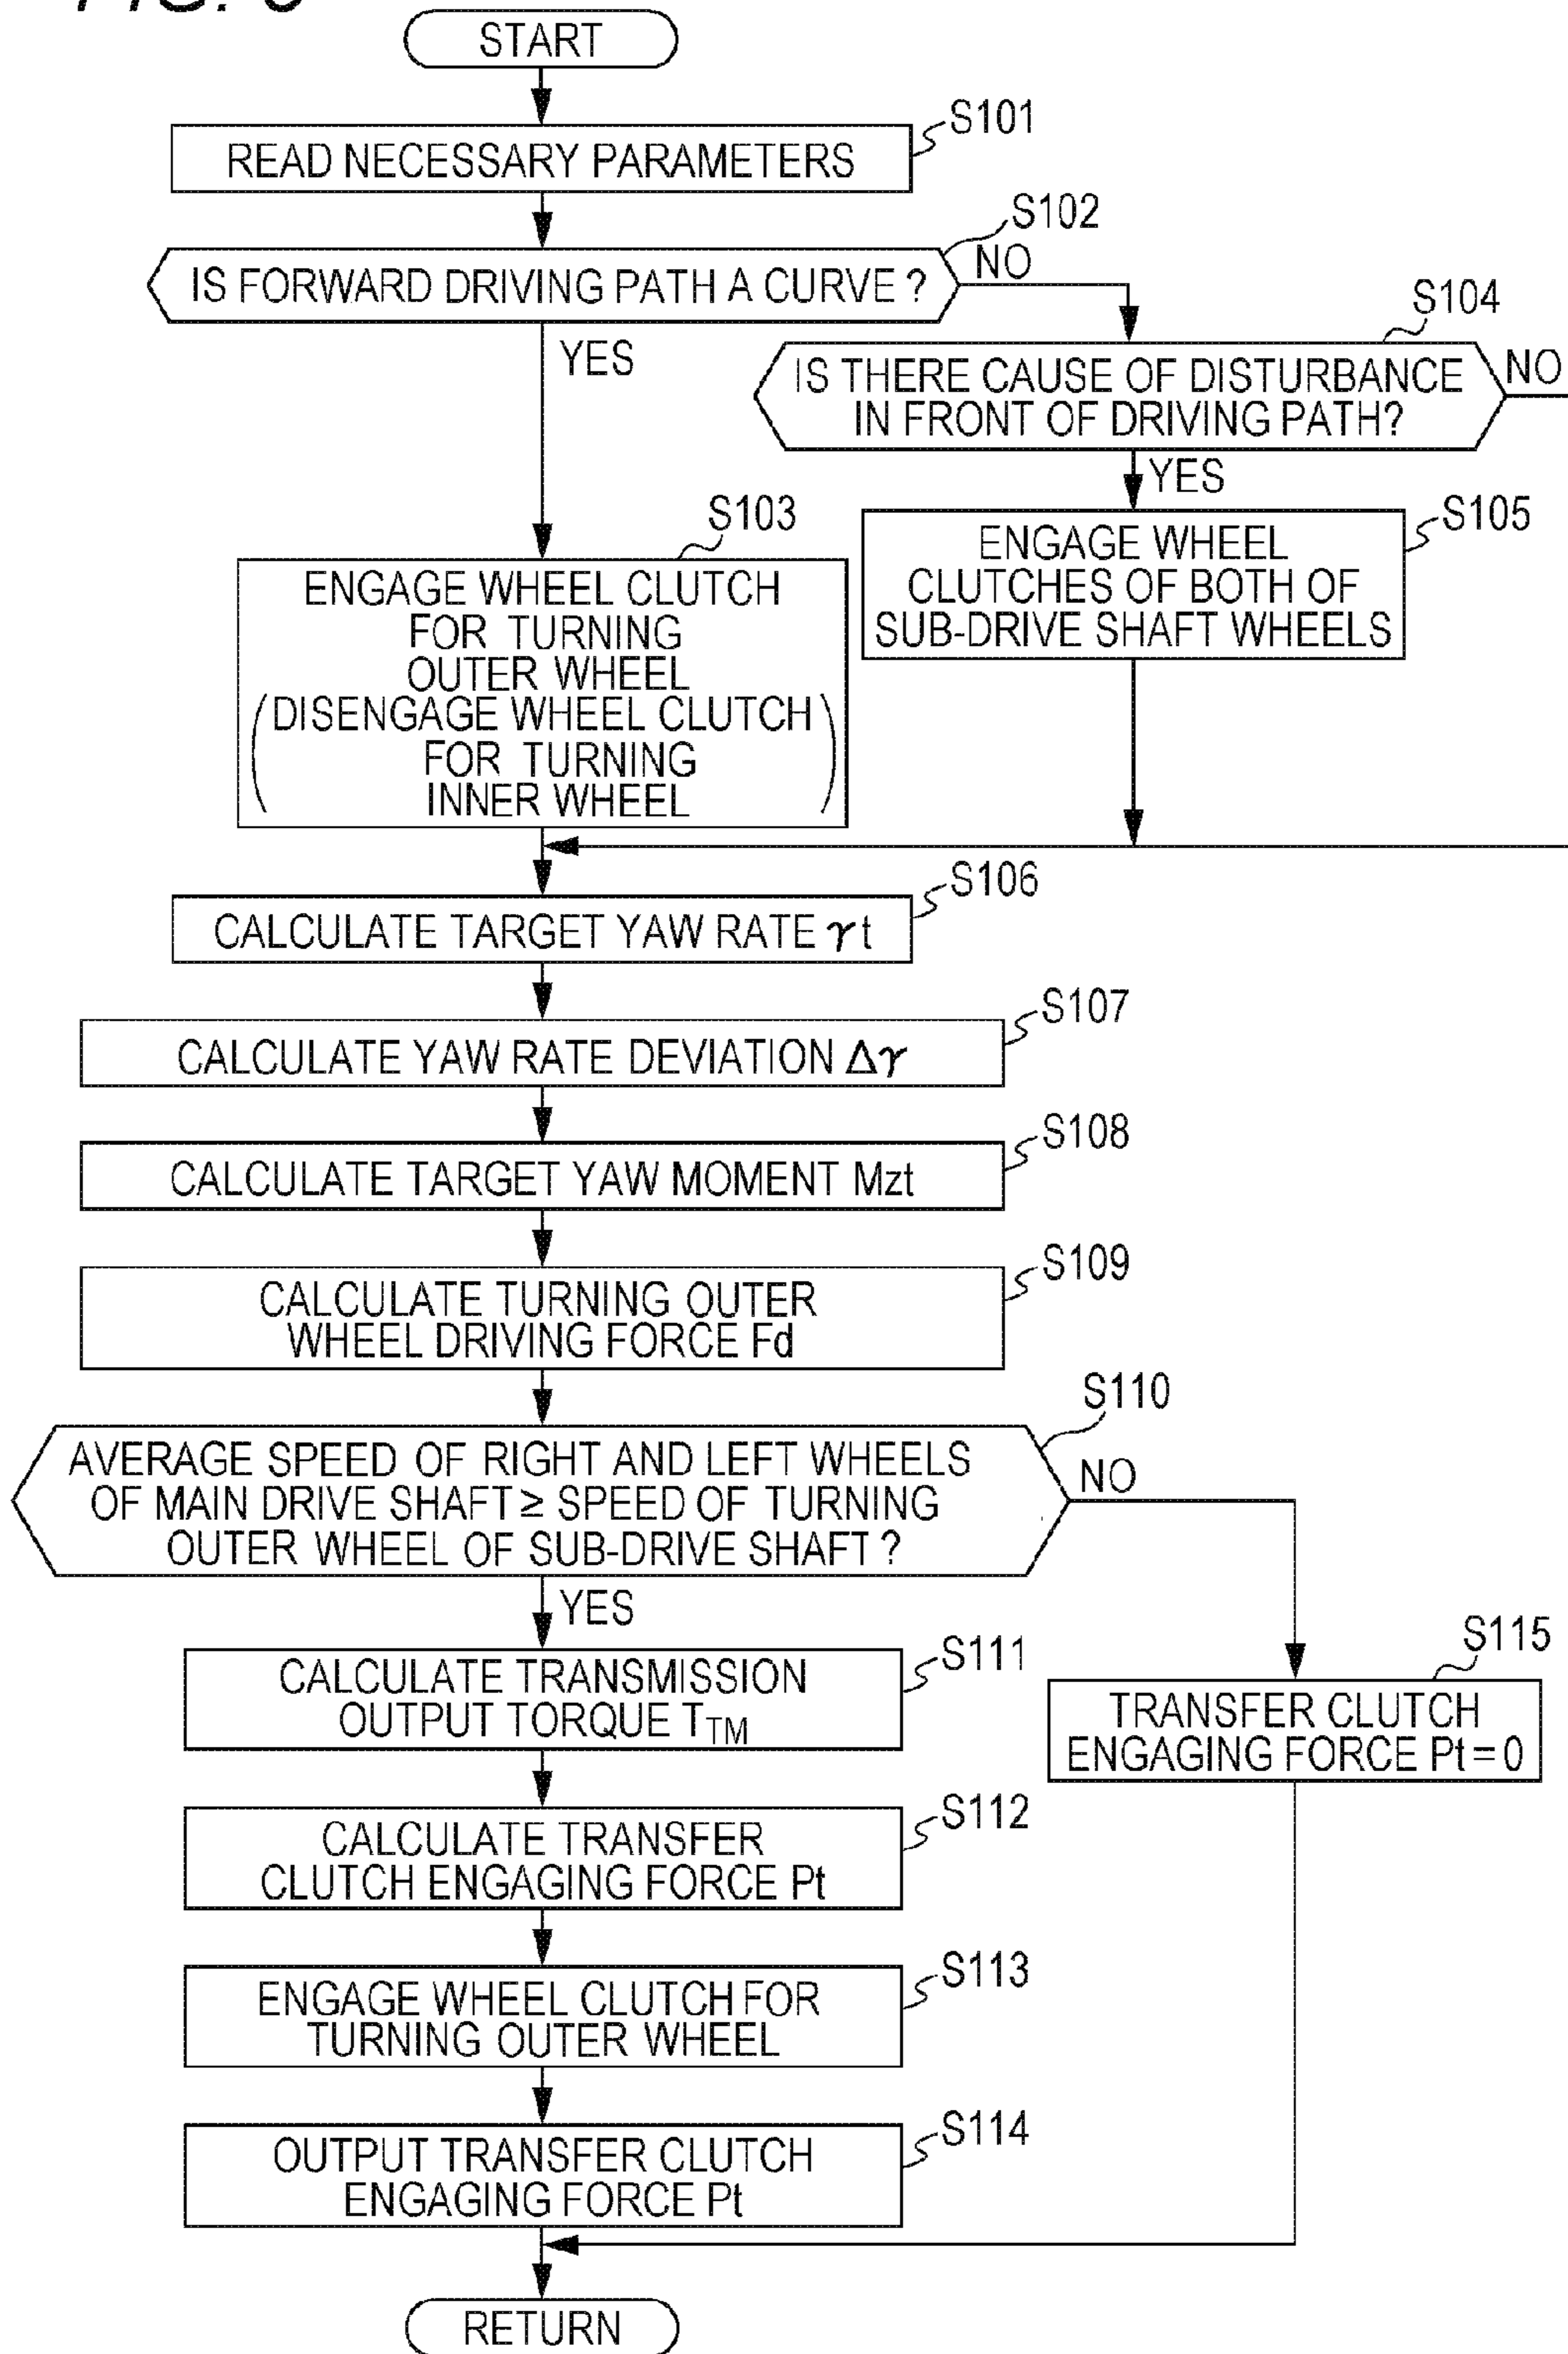 START
S101
READ NECESSARY PARAMETERS
S102
IS FORWARD DRIVING PATH A CURVE ?
NO
YES
S104
IS THERE CAUSE OF DISTURBANCE
IN FRONT OF DRIVING PATH?
NO
YES
S103
ENGAGE WHEEL CLUTCH
FOR TURNING
OUTER WHEEL
(DISENGAGE WHEEL CLUTCH
FOR TURNING
INNER WHEEL)
S105
ENGAGE WHEEL
CLUTCHES OF BOTH OF
SUB-DRIVE SHAFT WHEELS
S106
CALCULATE TARGET YAW RATE γt
S107
CALCULATE YAW RATE DEVIATION Δγ
S108
CALCULATE TARGET YAW MOMENT Mzt
S109
CALCULATE TURNING OUTER
WHEEL DRIVING FORCE Fd
S110
AVERAGE SPEED OF RIGHT AND LEFT WHEELS
OF MAIN DRIVE SHAFT ≥ SPEED OF TURNING
OUTER WHEEL OF SUB-DRIVE SHAFT ?
NO
YES
S111
CALCULATE TRANSMISSION
OUTPUT TORQUE TTM
S115
TRANSFER CLUTCH
ENGAGING FORCE Pt = 0
S112
CALCULATE TRANSFER
CLUTCH ENGAGING FORCE Pt
S113
ENGAGE WHEEL CLUTCH FOR
TURNING OUTER WHEEL
S114
OUTPUT TRANSFER CLUTCH
ENGAGING FORCE Pt
RETURN